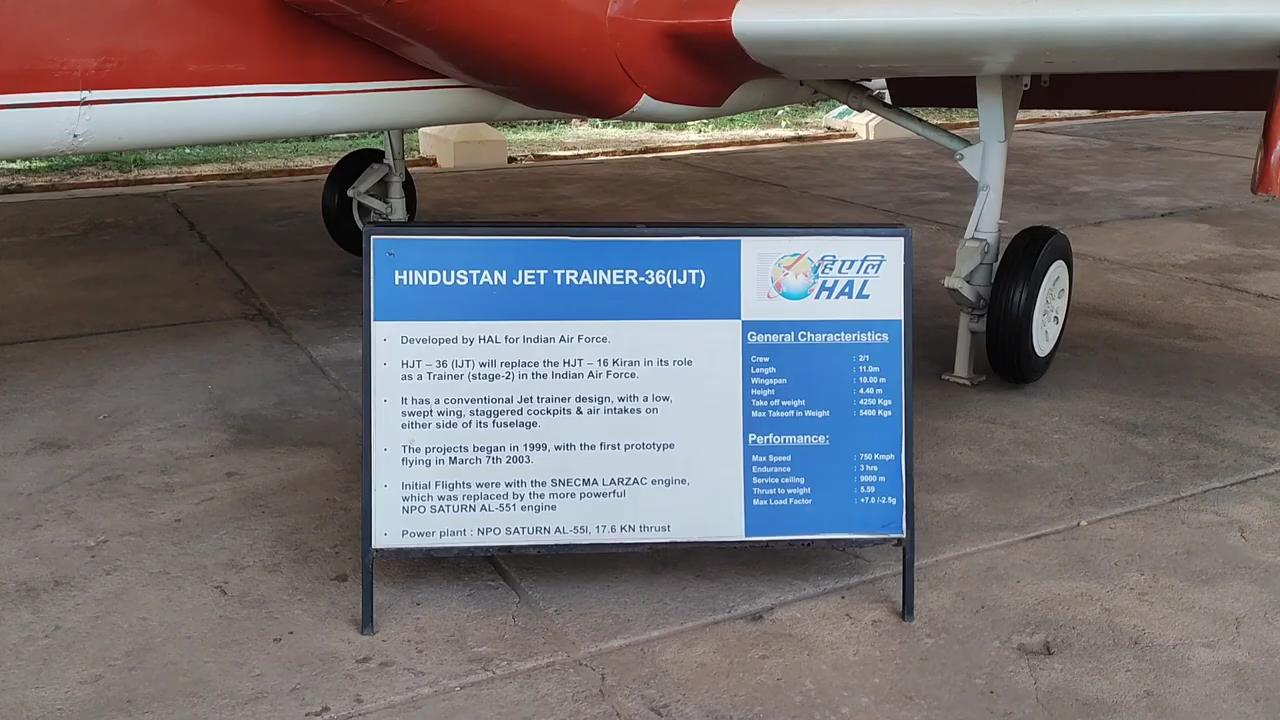 HINDUSTAN JET TRAINER-36(IJT)
हिएलि
HAL
• Developed by HAL for Indian Air Force.
• HJT – 36 (IJT) will replace the HJT – 16 Kiran in its role
as a Trainer (stage-2) in the Indian Air Force.
• It has a conventional Jet trainer design, with a low,
swept wing, staggered cockpits & air intakes on
either side of its fuselage.
• The projects began in 1999, with the first prototype
flying in March 7th 2003.
• Initial Flights were with the SNECMA LARZAC engine,
which was replaced by the more powerful
NPO SATURN AL-551 engine
• Power plant : NPO SATURN AL-55I, 17.6 KN thrust
General Characteristics
Crew : 2/1
Length : 11.0m
Wingspan : 10.00 m
Height : 4.40 m
Take off weight : 4250 Kgs
Max Takeoff in Weight : 5400 Kgs
Performance:
Max Speed : 750 Kmph
Endurance : 3 hrs
Service ceiling : 9000 m
Thrust to weight : 5.59
Max Load Factor : +7.0 /-2.5g